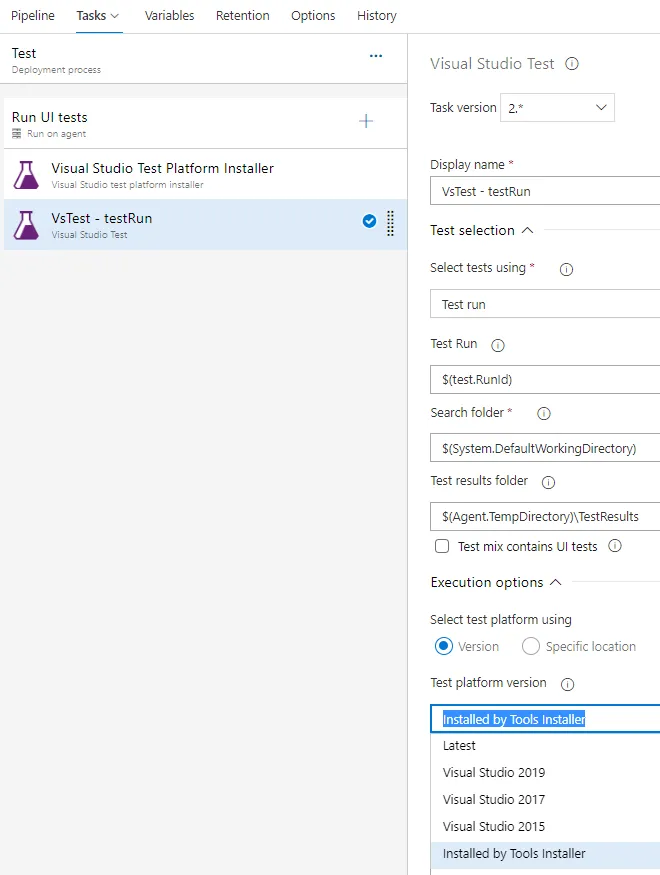 Pipeline Tasks Variables Retention Options History
Test
Deployment process
Run UI tests
Run on agent
Visual Studio Test Platform Installer
Visual Studio test platform installer
VsTest - testRun
Visual Studio Test
Visual Studio Test
Task version 2.*
Display name *
VsTest - testRun
Test selection
Select tests using *
Test run
Test Run
$(test.RunId)
Search folder *
$(System.DefaultWorkingDirectory)
Test results folder
$(Agent.TempDirectory)\TestResults
Test mix contains UI tests
Execution options
Select test platform using
Version Specific location
Test platform version
Installed by Tools Installer
Latest
Visual Studio 2019
Visual Studio 2017
Visual Studio 2015
Installed by Tools Installer